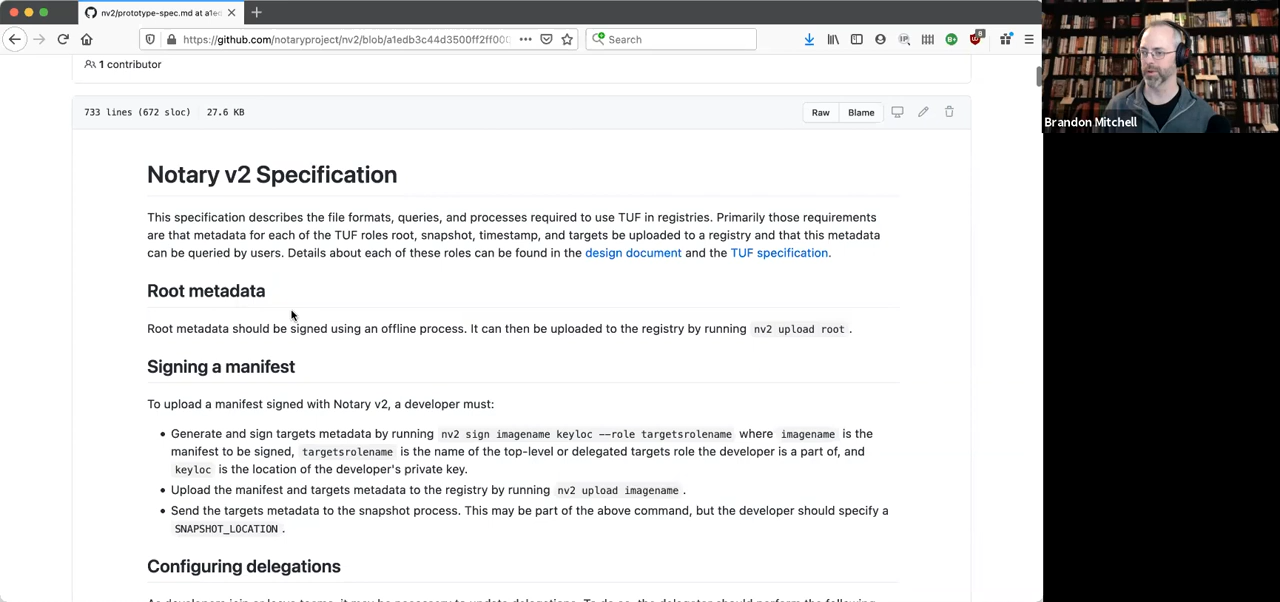 nv2/prototype-spec.md at a1ed
https://github.com/notaryproject/nv2/blob/a1edb3c44d3500ff2ff00
Search
8
Brandon Mitchell
1 contributor
733 lines (672 sloc) 27.6 KB
Raw Blame
Notary v2 Specification
This specification describes the file formats, queries, and processes required to use TUF in registries. Primarily those requirements
are that metadata for each of the TUF roles root, snapshot, timestamp, and targets be uploaded to a registry and that this metadata
can be queried by users. Details about each of these roles can be found in the design document and the TUF specification.
Root metadata
Root metadata should be signed using an offline process. It can then be uploaded to the registry by running nv2 upload root .
Signing a manifest
To upload a manifest signed with Notary v2, a developer must:
• Generate and sign targets metadata by running nv2 sign imagename keyloc --role targetsrolename where imagename is the
manifest to be signed, targetsrolename is the name of the top-level or delegated targets role the developer is a part of, and
keyloc is the location of the developer's private key.
• Upload the manifest and targets metadata to the registry by running nv2 upload imagename .
• Send the targets metadata to the snapshot process. This may be part of the above command, but the developer should specify a
SNAPSHOT_LOCATION .
Configuring delegations